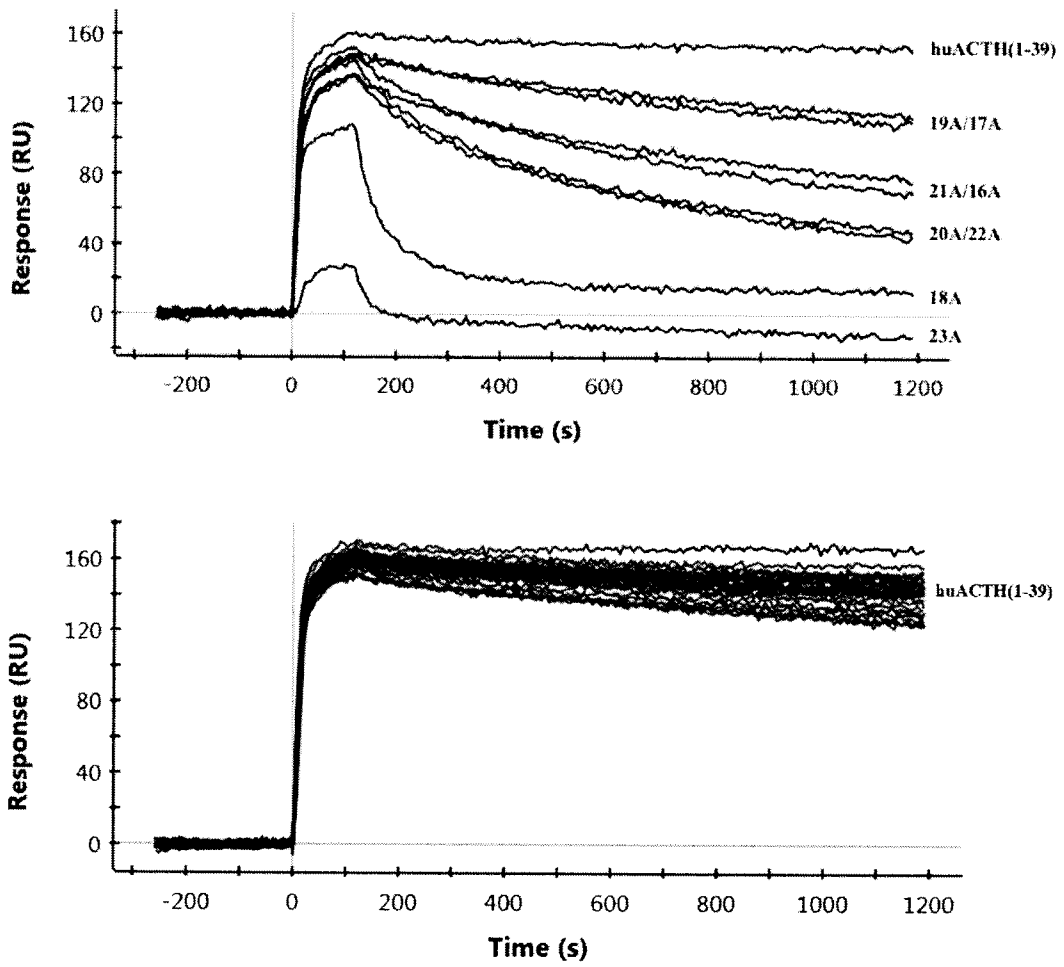 160
120
80
40
0
Response (RU)
huACTH(1-39)
19A/17A
21A/16A
20A/22A
18A
23A
-200 0 200 400 600 800 1000 1200
Time (s)
160
120
80
40
0
Response (RU)
huACTH(1-39)
-200 0 200 400 600 800 1000 1200
Time (s)